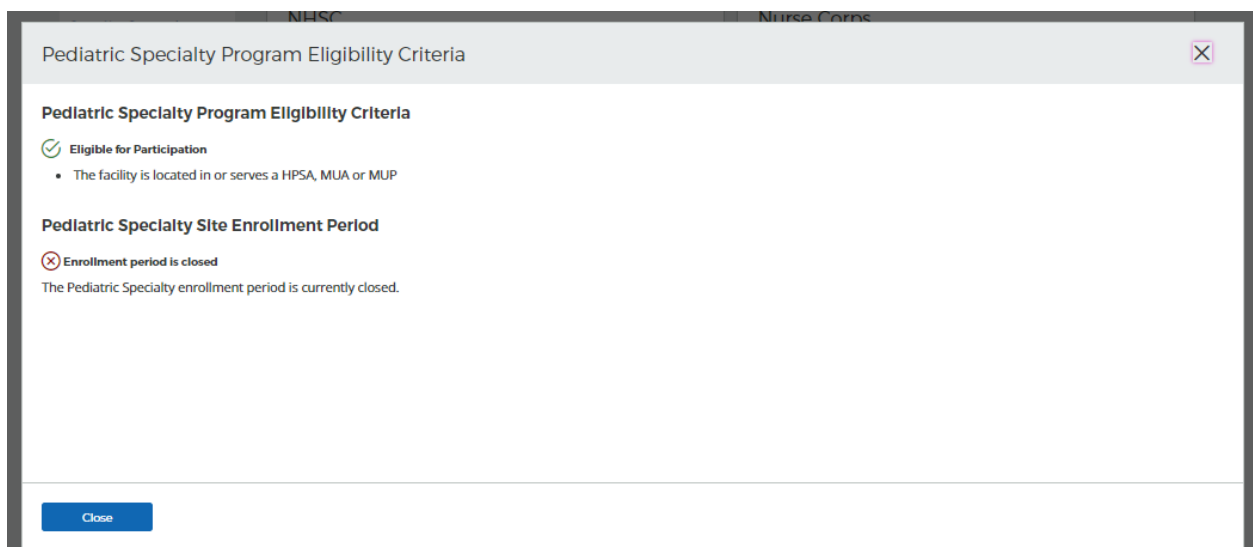 NHSC
Nurse Corps
Pediatric Specialty Program Eligibility Criteria
Pediatric Specialty Program Eligibility Criteria
Eligible for Participation
• The facility is located in or serves a HPSA, MUA or MUP
Pediatric Specialty Site Enrollment Period
Enrollment period is closed
The Pediatric Specialty enrollment period is currently closed.
Close